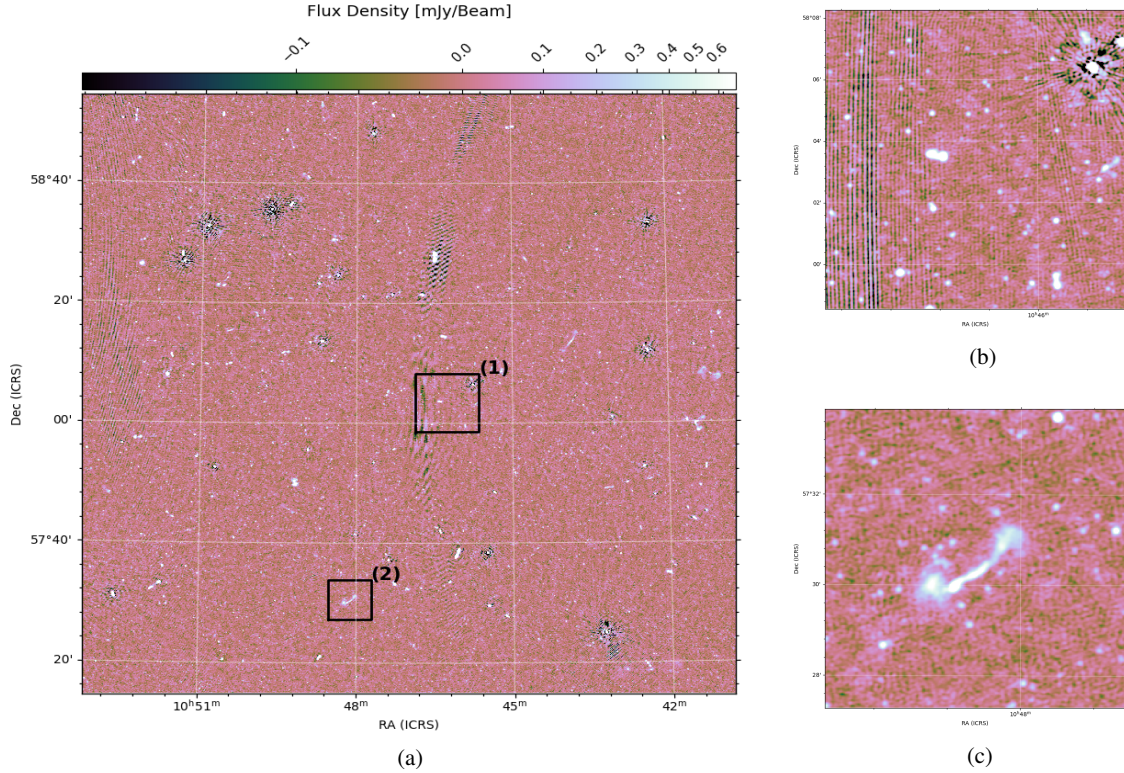 Flux Density [mJy/Beam]
−0.1 0.0 0.1 0.2 0.3 0.4 0.5 0.6
58°40'
20'
00'
57°40'
20'
Dec (ICRS)
(1)
(2)
10ʰ51ᵐ 48ᵐ 45ᵐ 42ᵐ
RA (ICRS)
(a)
58°08'
06'
04'
02'
00'
Dec (ICRS)
10ʰ46ᵐ
RA (ICRS)
(b)
57°32'
30'
28'
Dec (ICRS)
10ʰ48ᵐ
RA (ICRS)
(c)